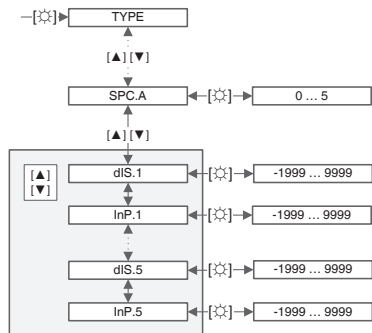 [☼] TYPE
[▲] [▼]
SPC.A [☼] 0 ... 5
[▲] [▼]
[▲] dIS.1 [☼] -1999 ... 9999
[▼]
InP.1 [☼] -1999 ... 9999
dIS.5 [☼] -1999 ... 9999
InP.5 [☼] -1999 ... 9999